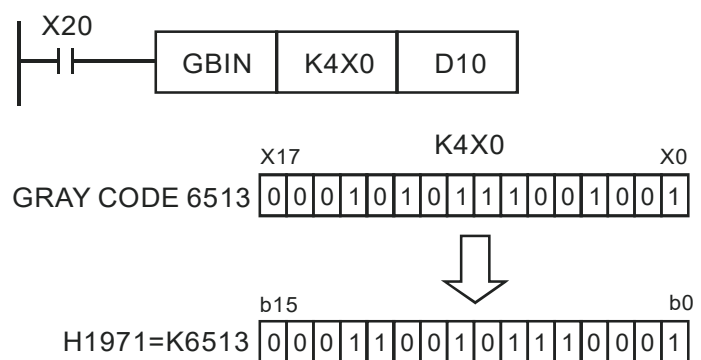 X20
GBIN K4X0 D10
K4X0
X17 X0
GRAY CODE 6513 0 0 0 1 0 1 0 1 1 1 0 0 1 0 0 1
b15 b0
H1971=K6513 0 0 0 1 1 0 0 1 0 1 1 1 0 0 0 1